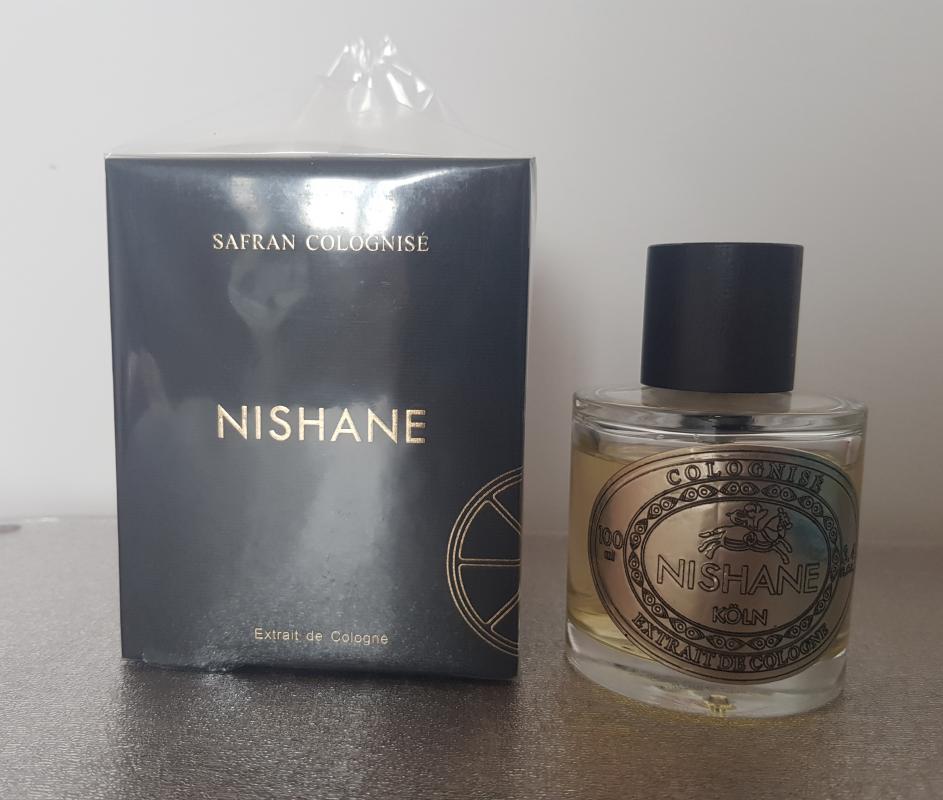 SAFRAN COLOGNISÉ
NISHANE
Extrait de Cologne
COLOGNISÉ
100
ml
NISHANE
KÖLN
EXTRAIT DE COLOGNE